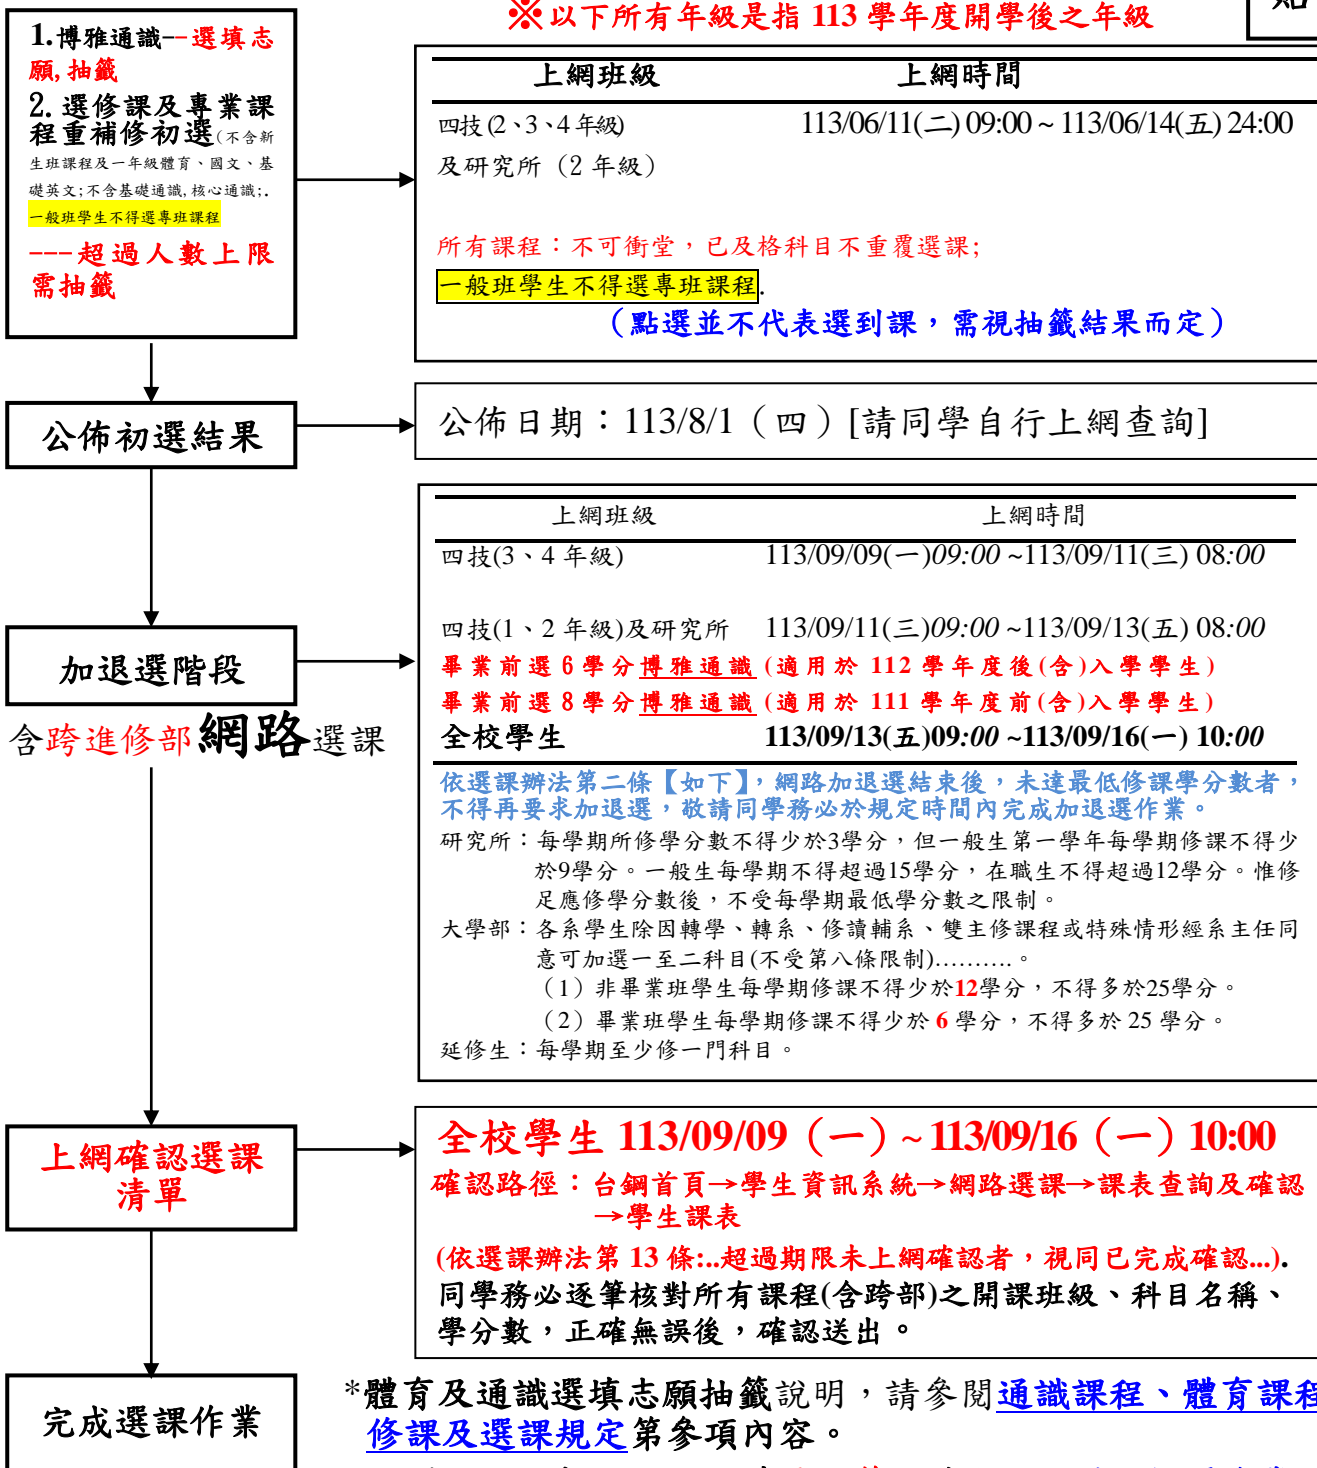 ※以下所有年級是指 113 學年度開學後之年級
1.博雅通識--選填志
願,抽籤
2. 選修課及專業課
程重補修初選(不含新
生班課程及一年級體育、國文、基
礎英文;不含基礎通識,核心通識;.
一般班學生不得選專班課程
---超過人數上限
需抽籤
上網班級 上網時間
四技(2、3、4年級) 113/06/11(二) 09:00 ~ 113/06/14(五) 24:00
及研究所（2 年級）
所有課程：不可衝堂，已及格科目不重覆選課;
一般班學生不得選專班課程.
（點選並不代表選到課，需視抽籤結果而定）
公佈初選結果
公佈日期：113/8/1（四）[請同學自行上網查詢]
加退選階段
含跨進修部網路選課
上網班級 上網時間
四技(3、4 年級) 113/09/09(一)09:00 ~113/09/11(三) 08:00
四技(1、2 年級)及研究所 113/09/11(三)09:00 ~113/09/13(五) 08:00
畢業前選 6 學分博雅通識 (適用於 112 學年度後(含)入學學生)
畢業前選 8 學分博雅通識 (適用於 111 學年度前(含)入學學生)
全校學生 113/09/13(五)09:00 ~113/09/16(一) 10:00
依選課辦法第二條【如下】，網路加退選結束後，未達最低修課學分數者，
不得再要求加退選，敬請同學務必於規定時間內完成加退選作業。
研究所：每學期所修學分數不得少於3學分，但一般生第一學年每學期修課不得少
於9學分。一般生每學期不得超過15學分，在職生不得超過12學分。惟修
足應修學分數後，不受每學期最低學分數之限制。
大學部：各系學生除因轉學、轉系、修讀輔系、雙主修課程或特殊情形經系主任同
意可加選一至二科目(不受第八條限制)..........。
（1）非畢業班學生每學期修課不得少於12學分，不得多於25學分。
（2）畢業班學生每學期修課不得少於 6 學分，不得多於 25 學分。
延修生：每學期至少修一門科目。
上網確認選課
清單
全校學生 113/09/09（一）~ 113/09/16（一）10:00
確認路徑：台鋼首頁→學生資訊系統→網路選課→課表查詢及確認
→學生課表
(依選課辦法第 13 條:..超過期限未上網確認者，視同已完成確認...).
同學務必逐筆核對所有課程(含跨部)之開課班級、科目名稱、
學分數，正確無誤後，確認送出。
完成選課作業
*體育及通識選填志願抽籤說明，請參閱通識課程、體育課程
修課及選課規定第參項內容。